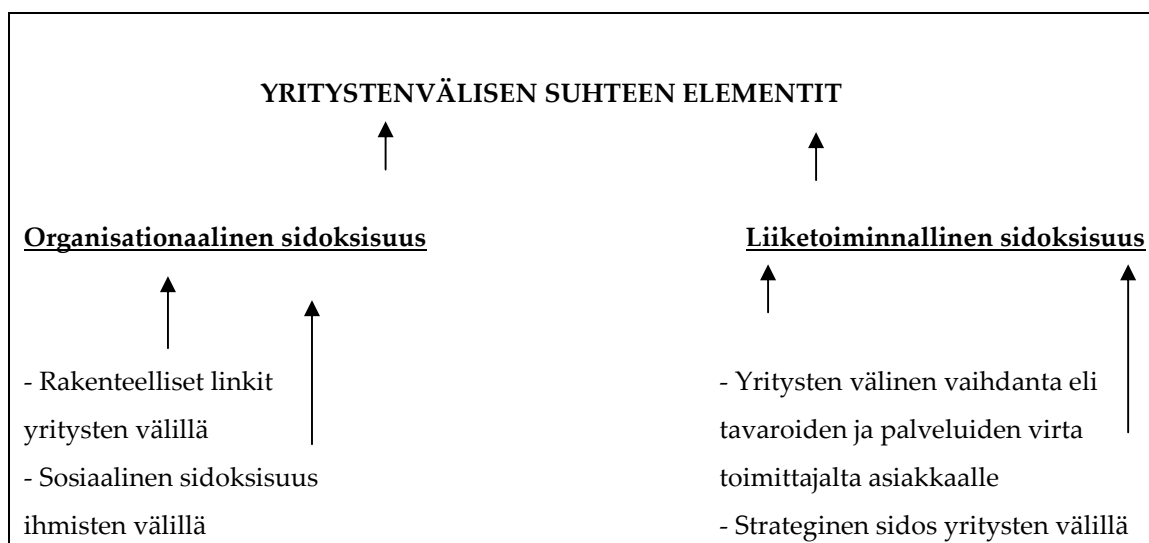 YRITYSTENVÄLISEN SUHTEEN ELEMENTIT
Organisationaalinen sidoksisuus
Liiketoiminnallinen sidoksisuus
- Rakenteelliset linkit
yritysten välillä
- Sosiaalinen sidoksisuus
ihmisten välillä
- Yritysten välinen vaihdanta eli
tavaroiden ja palveluiden virta
toimittajalta asiakkaalle
- Strateginen sidos yritysten välillä